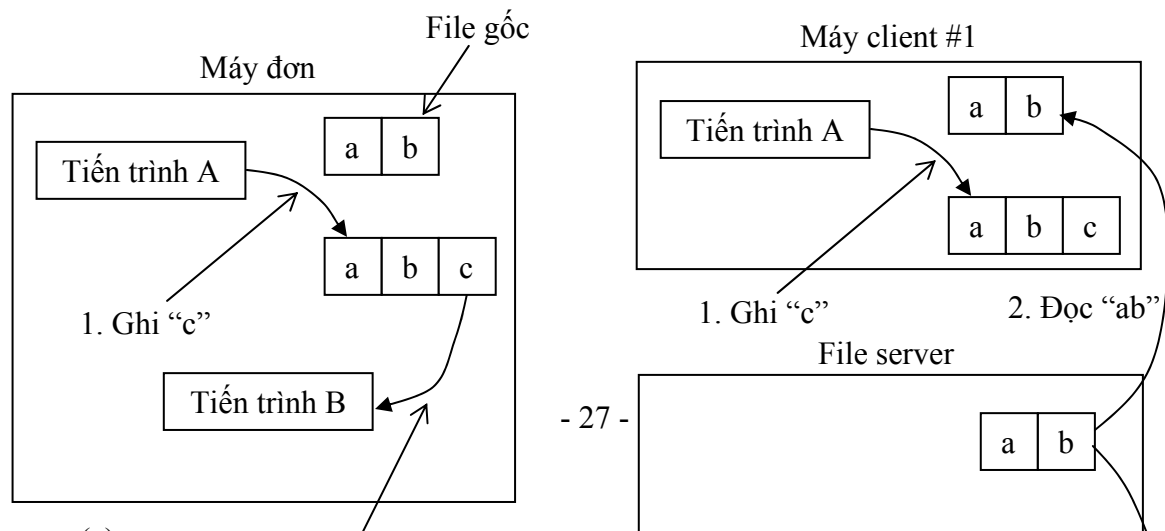 File gốc
Máy đơn
a b
Tiến trình A
a b c
1. Ghi “c”
Tiến trình B
Máy client #1
a b
Tiến trình A
a b c
1. Ghi “c”
2. Đọc “ab”
File server
a b
- 27 -